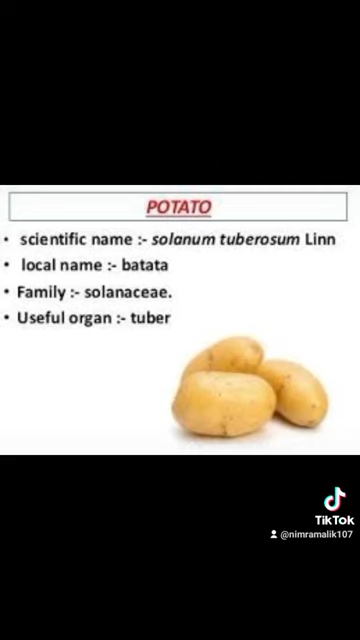 POTATO
• scientific name :- solanum tuberosum Linn
• local name :- batata
• Family :- solanaceae.
• Useful organ :- tuber
TikTok
@nimramalik107